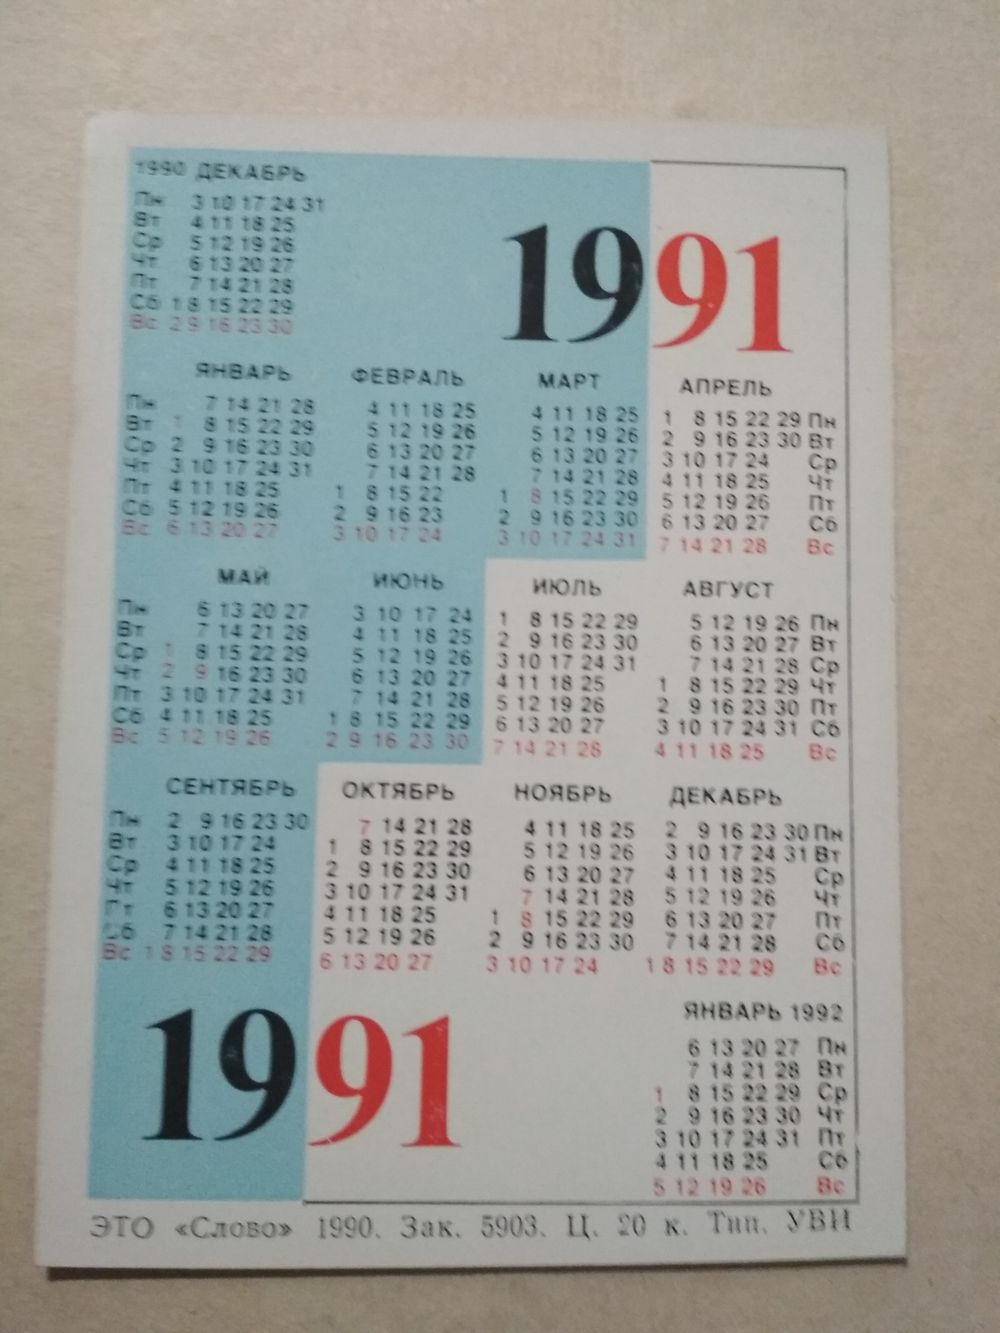 1990 ДЕКАБРЬ
Пн 3 10 17 24 31
Вт 4 11 18 25
Ср 5 12 19 26
Чт 6 13 20 27
Пт 7 14 21 28
Сб 1 8 15 22 29
Вс 2 9 16 23 30
1991
ЯНВАРЬ ФЕВРАЛЬ МАРТ АПРЕЛЬ
Пн 7 14 21 28 4 11 18 25 4 11 18 25 1 8 15 22 29 Пн
Вт 1 8 15 22 29 5 12 19 26 5 12 19 26 2 9 16 23 30 Вт
Ср 2 9 16 23 30 6 13 20 27 6 13 20 27 3 10 17 24 Ср
Чт 3 10 17 24 31 7 14 21 28 7 14 21 28 4 11 18 25 Чт
Пт 4 11 18 25 1 8 15 22 1 8 15 22 29 5 12 19 26 Пт
Сб 5 12 19 26 2 9 16 23 2 9 16 23 30 6 13 20 27 Сб
Вс 6 13 20 27 3 10 17 24 3 10 17 24 31 7 14 21 28 Вс
МАЙ ИЮНЬ ИЮЛЬ АВГУСТ
Пн 6 13 20 27 3 10 17 24 1 8 15 22 29 5 12 19 26 Пн
Вт 7 14 21 28 4 11 18 25 2 9 16 23 30 6 13 20 27 Вт
Ср 1 8 15 22 29 5 12 19 26 3 10 17 24 31 7 14 21 28 Ср
Чт 2 9 16 23 30 6 13 20 27 4 11 18 25 1 8 15 22 29 Чт
Пт 3 10 17 24 31 7 14 21 28 5 12 19 26 2 9 16 23 30 Пт
Сб 4 11 18 25 1 8 15 22 29 6 13 20 27 3 10 17 24 31 Сб
Вс 5 12 19 26 2 9 16 23 30 7 14 21 28 4 11 18 25 Вс
СЕНТЯБРЬ ОКТЯБРЬ НОЯБРЬ ДЕКАБРЬ
Пн 2 9 16 23 30 7 14 21 28 4 11 18 25 2 9 16 23 30 Пн
Вт 3 10 17 24 1 8 15 22 29 5 12 19 26 3 10 17 24 31 Вт
Ср 4 11 18 25 2 9 16 23 30 6 13 20 27 4 11 18 25 Ср
Чт 5 12 19 26 3 10 17 24 31 7 14 21 28 5 12 19 26 Чт
Пт 6 13 20 27 4 11 18 25 1 8 15 22 29 6 13 20 27 Пт
Сб 7 14 21 28 5 12 19 26 2 9 16 23 30 7 14 21 28 Сб
Вс 1 8 15 22 29 6 13 20 27 3 10 17 24 1 8 15 22 29 Вс
1991
ЯНВАРЬ 1992
6 13 20 27 Пн
7 14 21 28 Вт
1 8 15 22 29 Ср
2 9 16 23 30 Чт
3 10 17 24 31 Пт
4 11 18 25 Сб
5 12 19 26 Вс
ЭТО «Слово» 1990. Зак. 5903. Ц. 20 к. Тип. УВИ